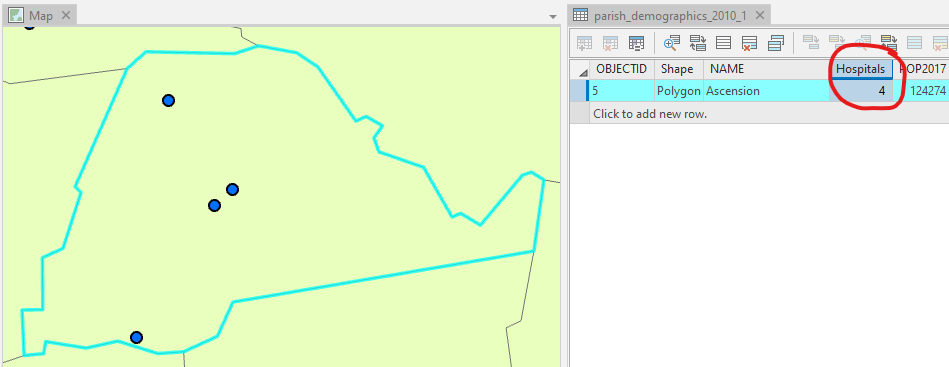 Map
parish_demographics_2010_1
OBJECTID Shape NAME Hospitals POP2017
5 Polygon Ascension 4 124274
Click to add new row.